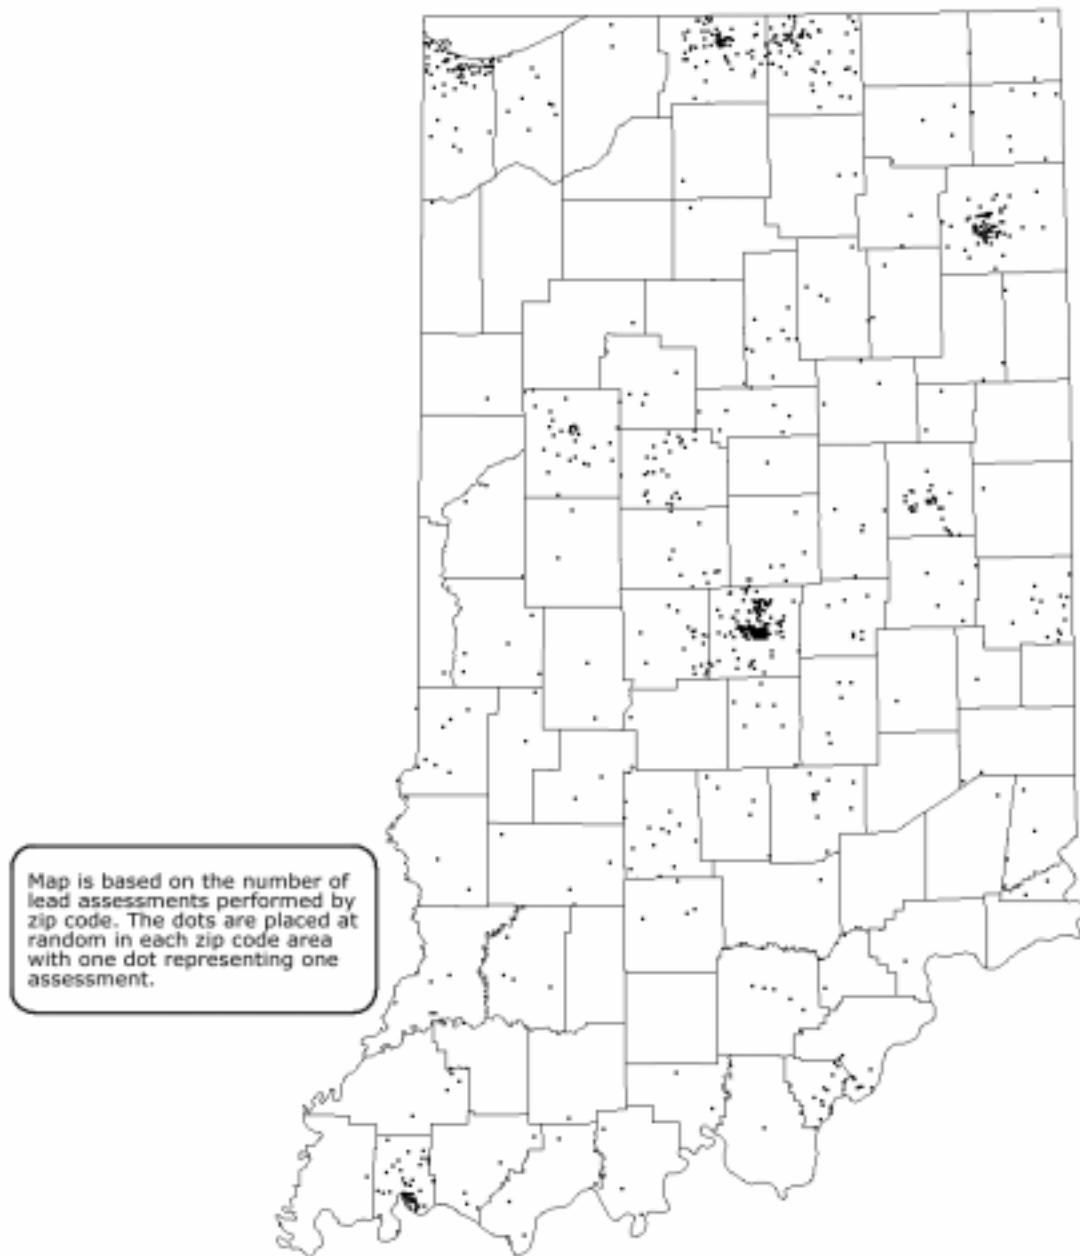 Map is based on the number of
lead assessments performed by
zip code. The dots are placed at
random in each zip code area
with one dot representing one
assessment.